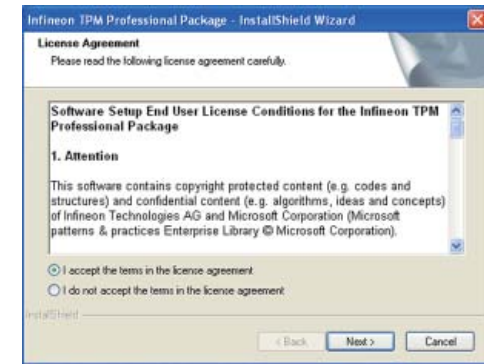 Infineon TPM Professional Package - InstallShield Wizard
License Agreement
Please read the following license agreement carefully.
Software Setup End User License Conditions for the Infineon TPM
Professional Package
1. Attention
This software contains copyright protected content (e.g. codes and
structures) and confidential content (e.g. algorithms, ideas and concepts)
of Infineon Technologies AG and Microsoft Corporation (Microsoft
patterns & practices Enterprise Library © Microsoft Corporation).
I accept the terms in the license agreement
I do not accept the terms in the license agreement
InstallShield
< Back Next > Cancel